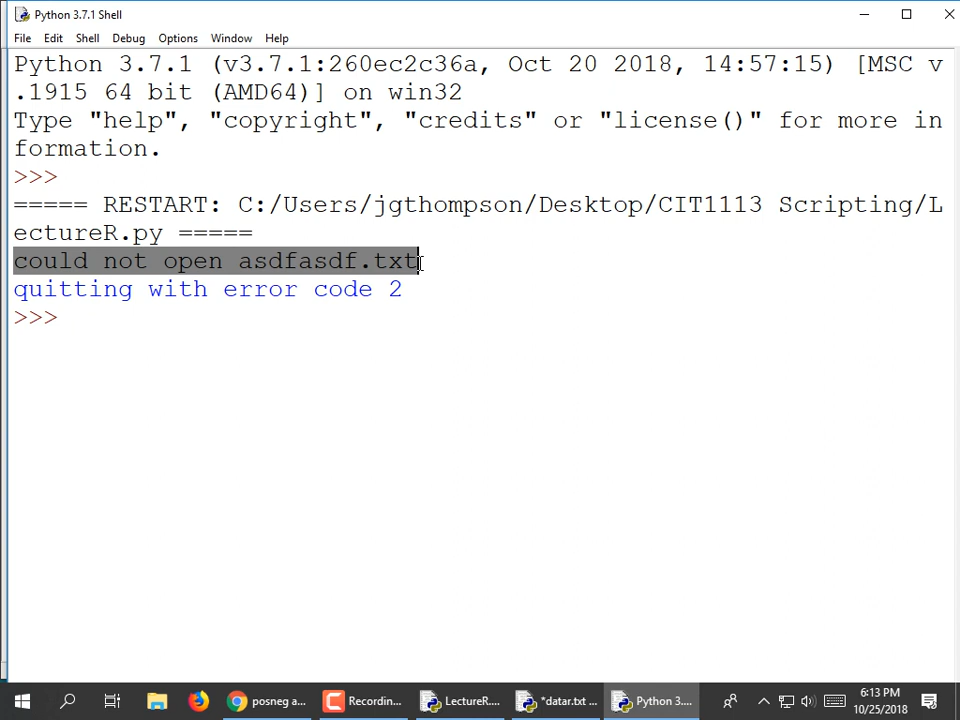 Python 3.7.1 Shell
File Edit Shell Debug Options Window Help
Python 3.7.1 (v3.7.1:260ec2c36a, Oct 20 2018, 14:57:15) [MSC v
.1915 64 bit (AMD64)] on win32
Type "help", "copyright", "credits" or "license()" for more in
formation.
>>>
===== RESTART: C:/Users/jgthompson/Desktop/CIT1113 Scripting/L
ectureR.py =====
could not open asdfasdf.txt
quitting with error code 2
>>>
posneg a... Recordin... LectureR.... *datar.txt ... Python 3.... 6:13 PM
10/25/2018